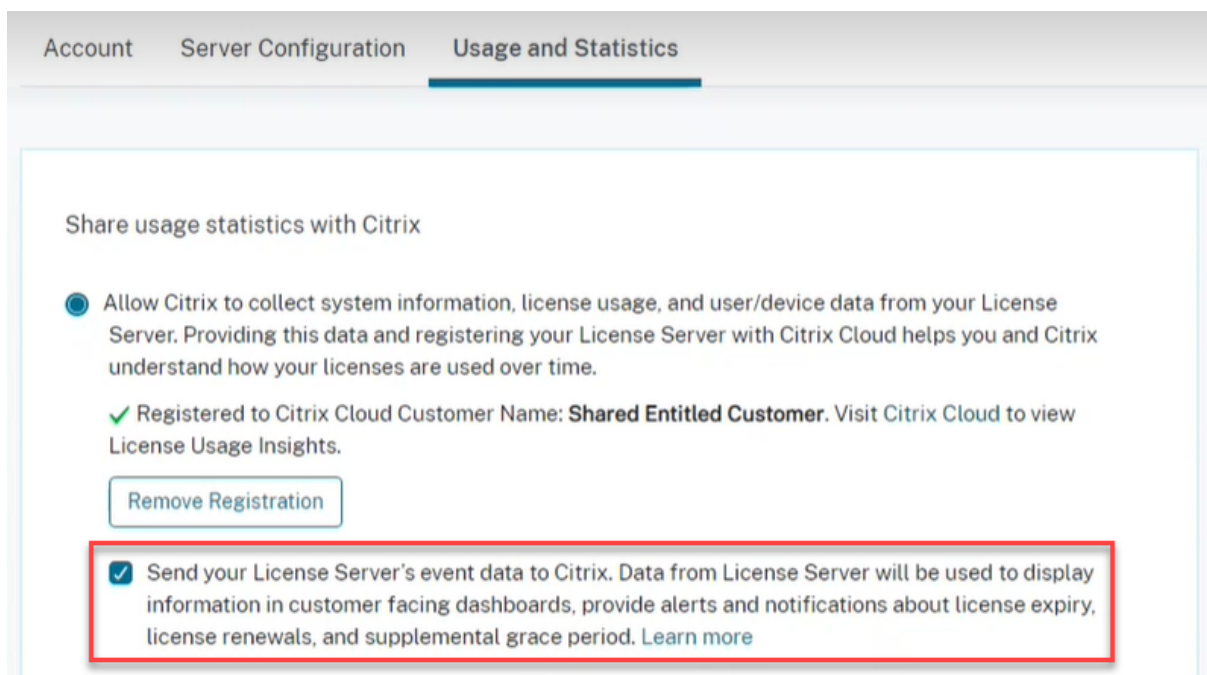 Account Server Configuration Usage and Statistics
Share usage statistics with Citrix
Allow Citrix to collect system information, license usage, and user/device data from your License
Server. Providing this data and registering your License Server with Citrix Cloud helps you and Citrix
understand how your licenses are used over time.
Registered to Citrix Cloud Customer Name: Shared Entitled Customer. Visit Citrix Cloud to view
License Usage Insights.
Remove Registration
Send your License Server's event data to Citrix. Data from License Server will be used to display
information in customer facing dashboards, provide alerts and notifications about license expiry,
license renewals, and supplemental grace period. Learn more